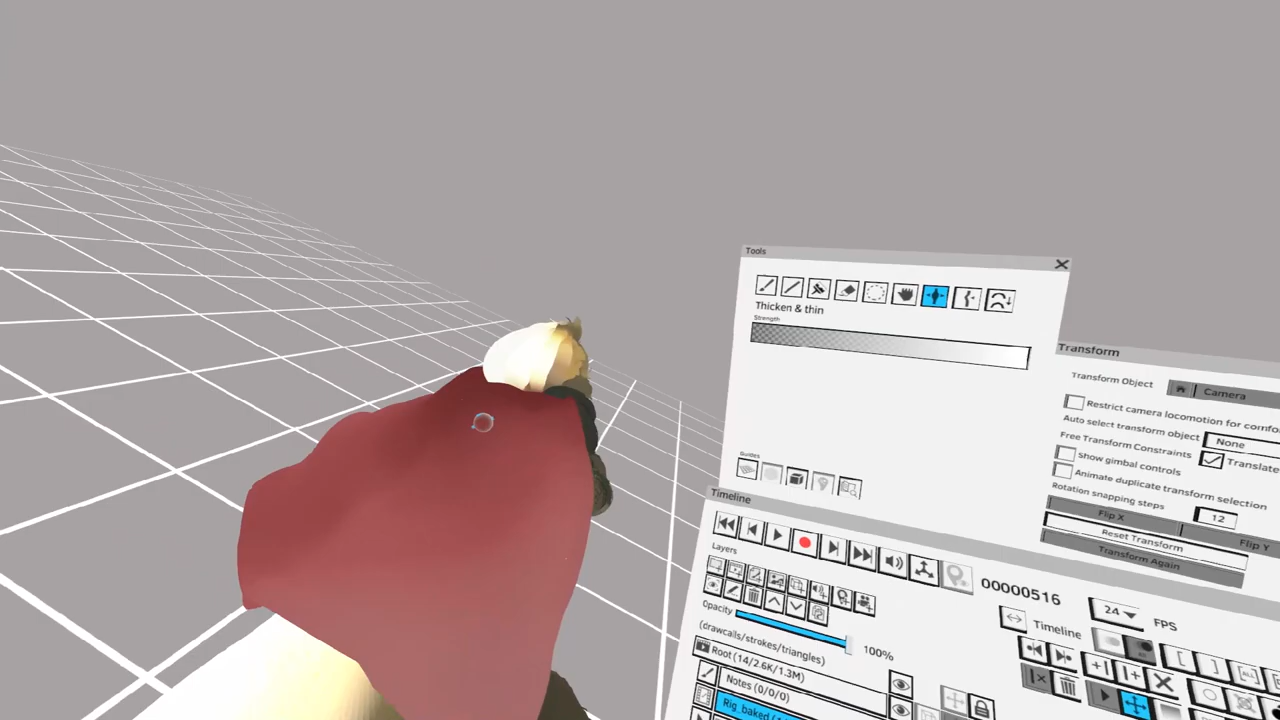 Tools
Thicken & thin
Strength
Guides
Transform
Transform Object
Camera
Restrict camera locomotion for comfo
Auto select transform object
None
Free Transform Constraints
Translate
Show gimbal controls
Animate duplicate transform selection
Rotation snapping steps
12
Flip X
Flip Y
Reset Transform
Transform Again
Timeline
Layers
00000516
24
FPS
Opacity
100%
Timeline
(drawcalls/strokes/triangles)
Root (14/2.6K/1.3M)
Notes (0/0/0)
Rig_baked